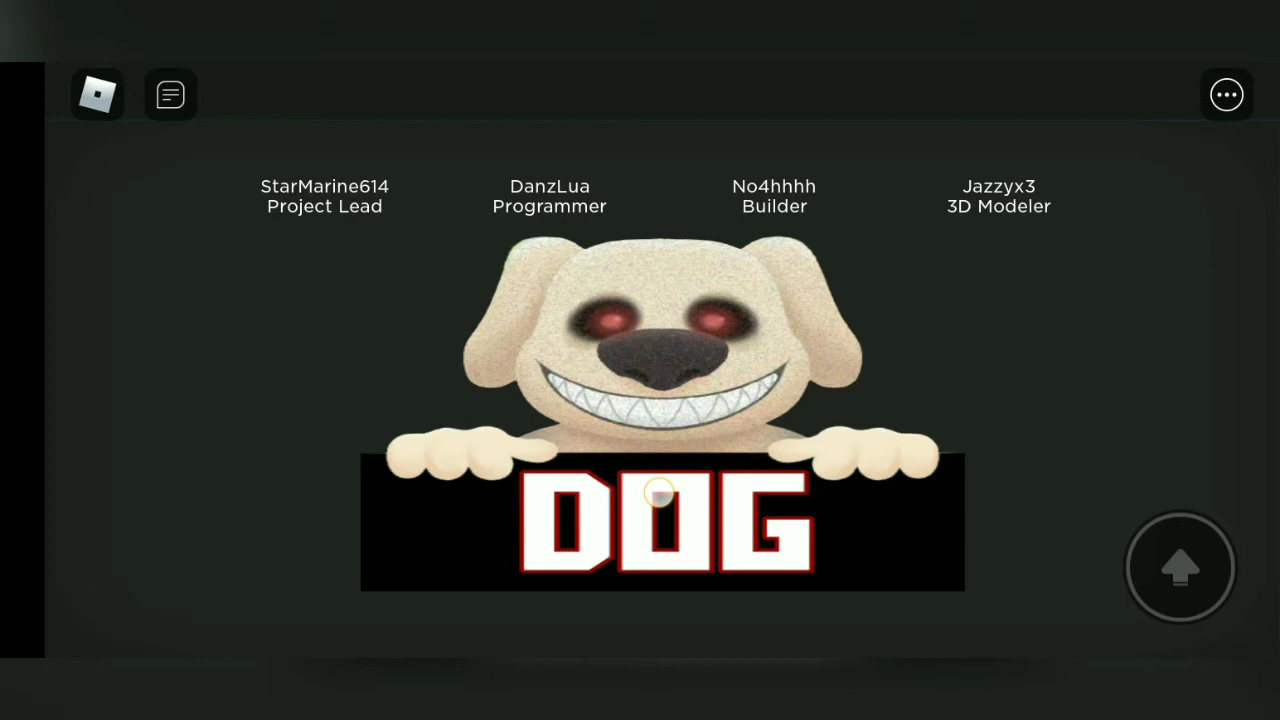 StarMarine614
Project Lead
DanzLua
Programmer
No4hhhh
Builder
Jazzyx3
3D Modeler
DOG